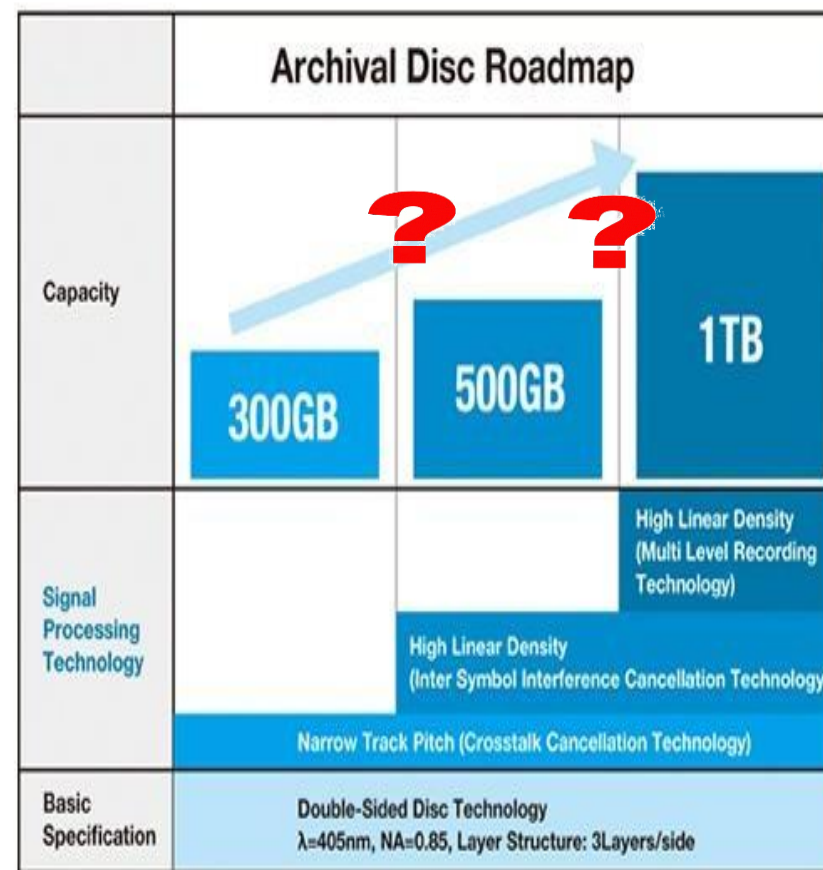 Archival Disc Roadmap
Capacity
?
?
300GB
500GB
1TB
Signal
Processing
Technology
High Linear Density
(Multi Level Recording
Technology)
High Linear Density
(Inter Symbol Interference Cancellation Technology
Narrow Track Pitch (Crosstalk Cancellation Technology)
Basic
Specification
Double-Sided Disc Technology
λ=405nm, NA=0.85, Layer Structure: 3Layers/side